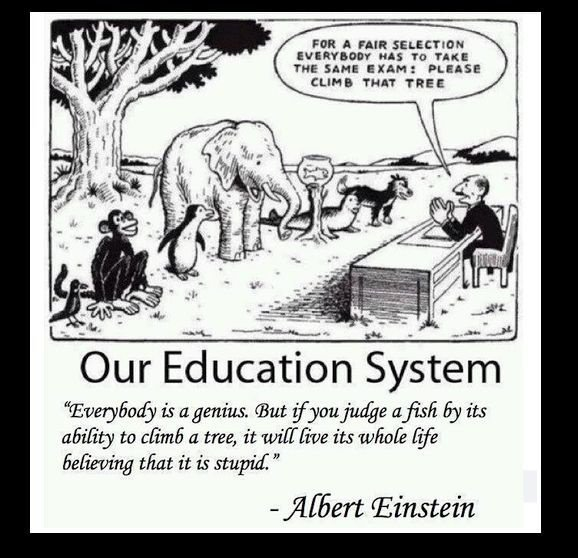 FOR A FAIR SELECTION
EVERYBODY HAS TO TAKE
THE SAME EXAM: PLEASE
CLIMB THAT TREE
Our Education System
“Everybody is a genius. But if you judge a fish by its
ability to climb a tree, it will live its whole life
believing that it is stupid.”
- Albert Einstein